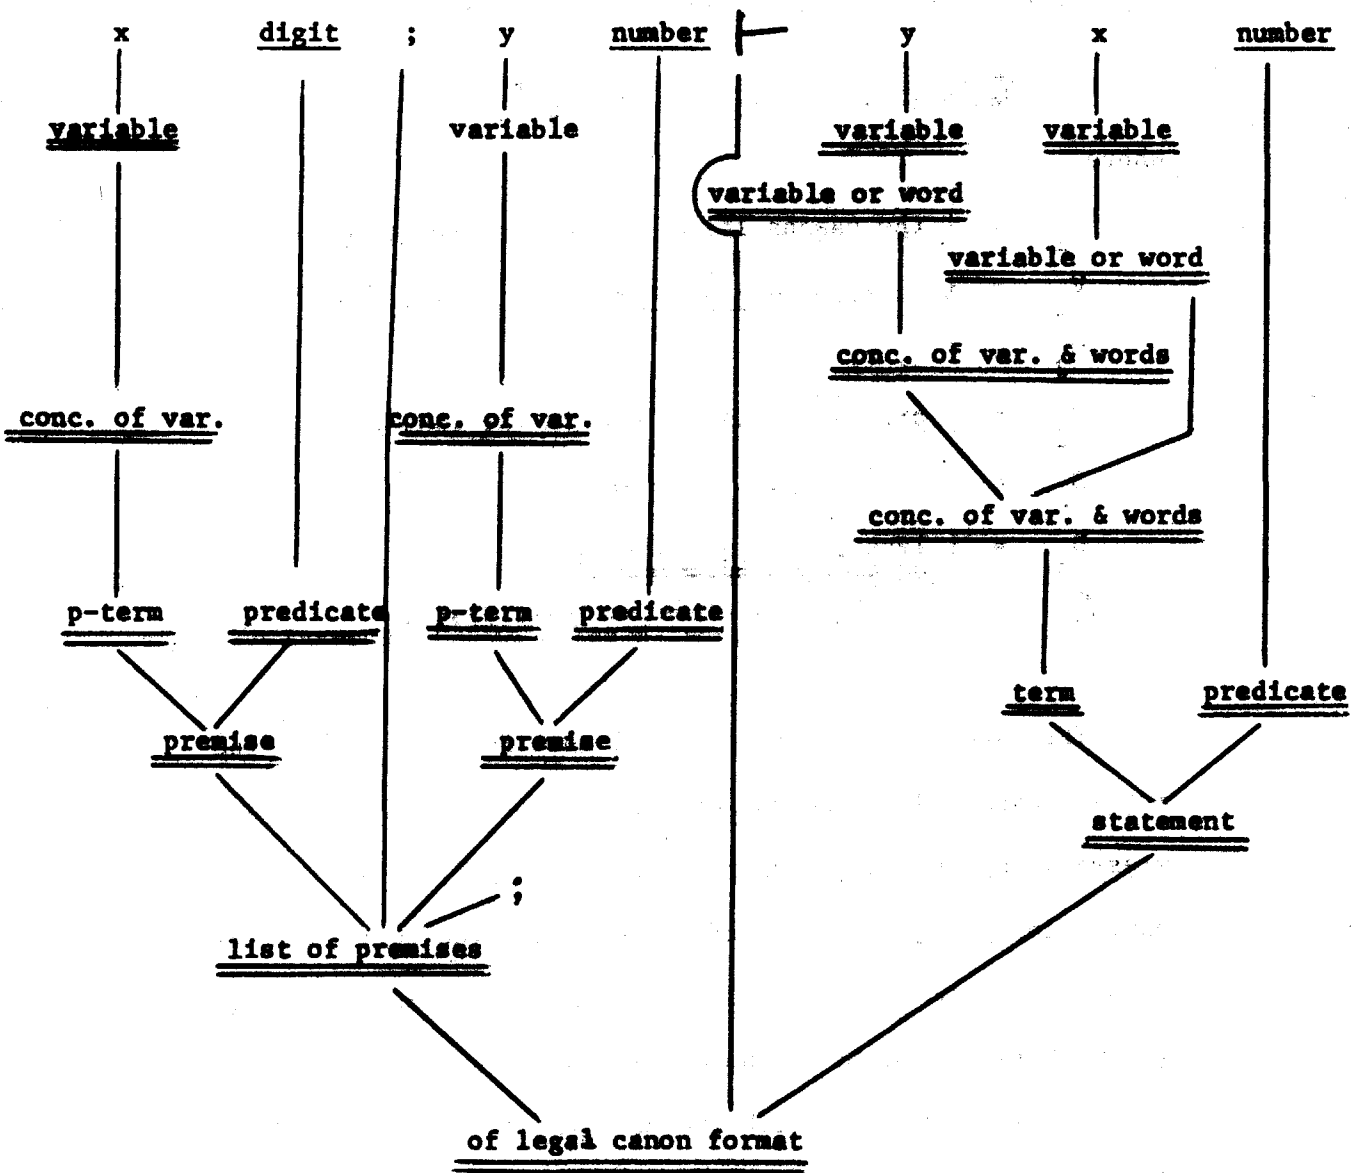 x digit ; y number ⊢ y x number
variable variable variable variable
variable or word
variable or word
conc. of var. & words
conc. of var. conc. of var.
conc. of var. & words
p-term predicate p-term predicate
term predicate
premise premise
statement
;
list of premises
of legal canon format